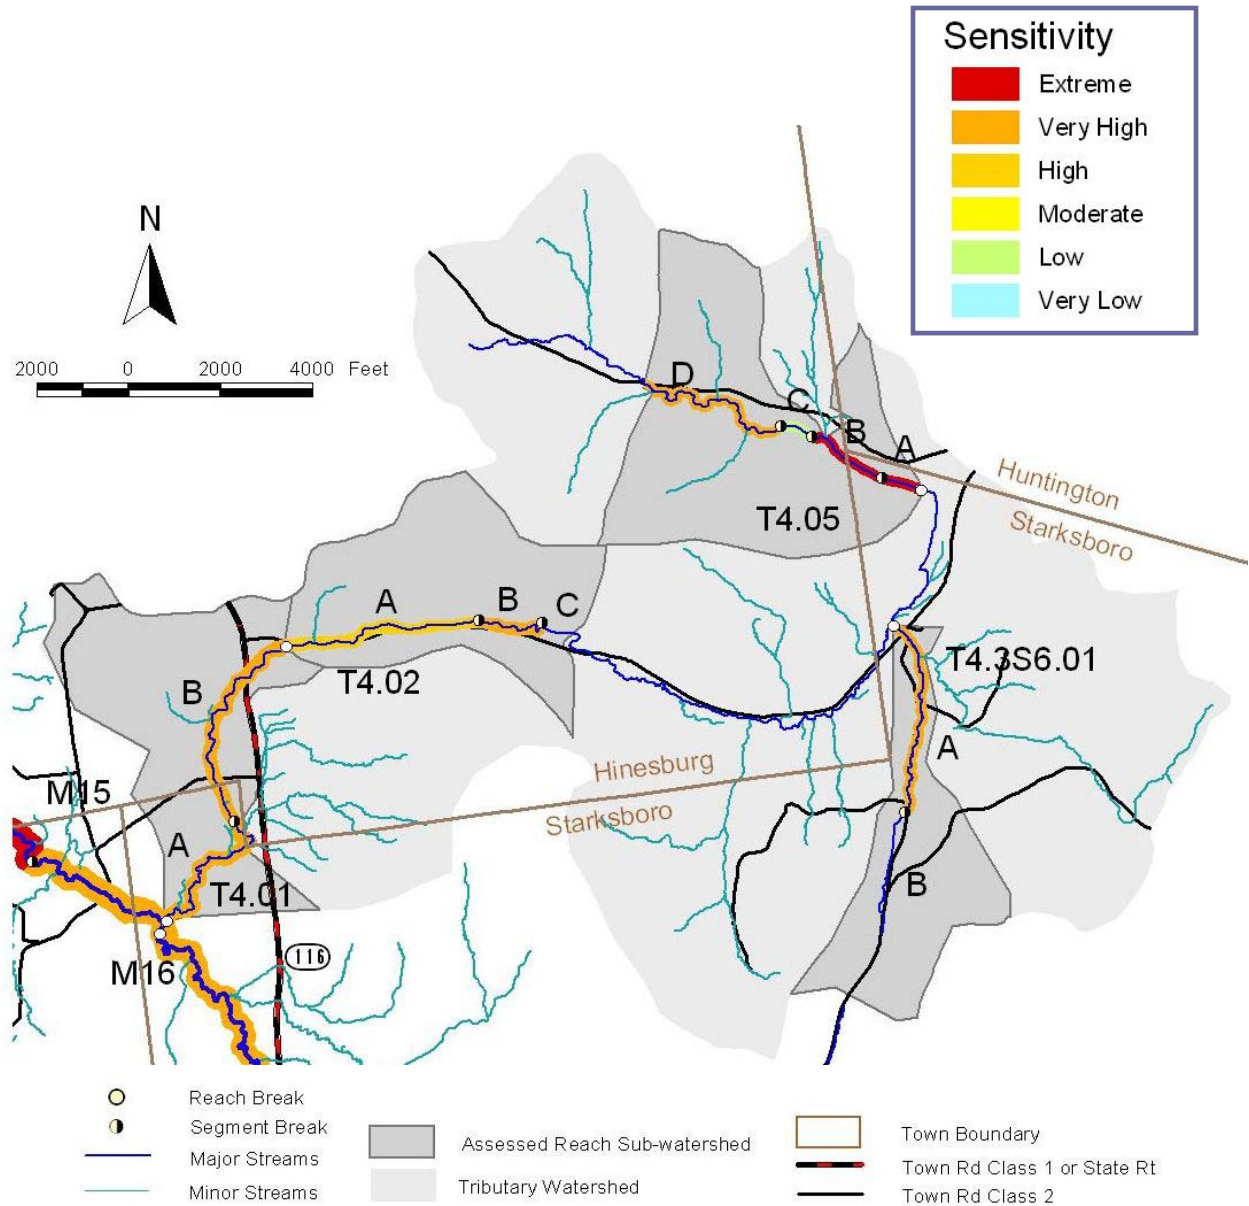 Sensitivity
Extreme
Very High
High
Moderate
Low
Very Low
N
2000 0 2000 4000 Feet
D
C
B
A
Huntington
Starksboro
T4.05
A
B
C
T4.02
T4.3S6.01
B
A
Hinesburg
Starksboro
M15
A
T4.01
B
M16
116
Reach Break
Segment Break
Major Streams
Minor Streams
Assessed Reach Sub-watershed
Tributary Watershed
Town Boundary
Town Rd Class 1 or State Rt
Town Rd Class 2